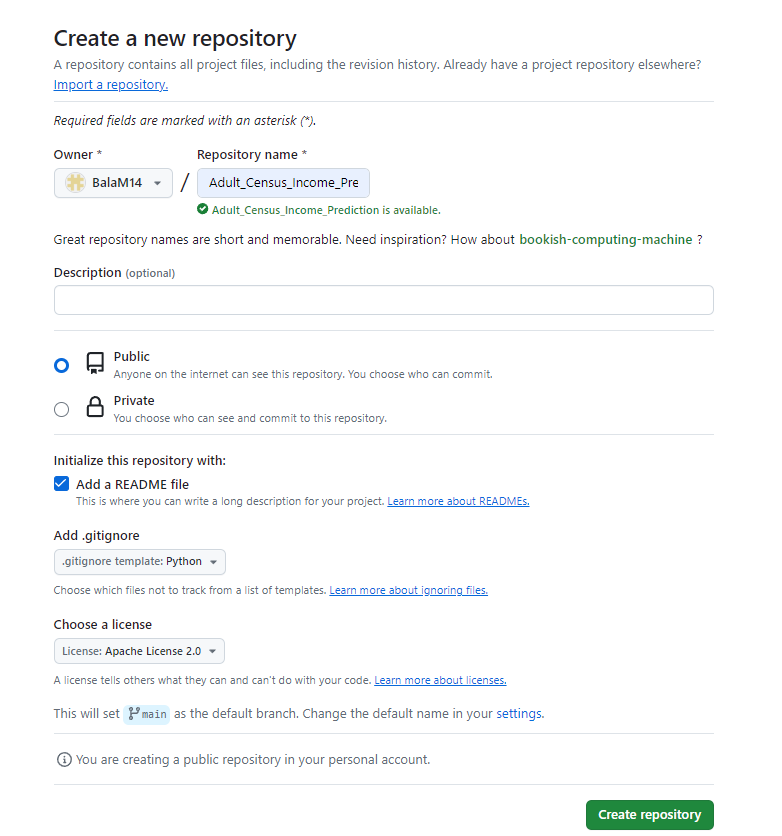 Create a new repository
A repository contains all project files, including the revision history. Already have a project repository elsewhere?
Import a repository.
Required fields are marked with an asterisk (*).
Owner * Repository name *
BalaM14 / Adult_Census_Income_Pre
Adult_Census_Income_Prediction is available.
Great repository names are short and memorable. Need inspiration? How about bookish-computing-machine ?
Description (optional)
Public
Anyone on the internet can see this repository. You choose who can commit.
Private
You choose who can see and commit to this repository.
Initialize this repository with:
Add a README file
This is where you can write a long description for your project. Learn more about READMEs.
Add .gitignore
.gitignore template: Python
Choose which files not to track from a list of templates. Learn more about ignoring files.
Choose a license
License: Apache License 2.0
A license tells others what they can and can't do with your code. Learn more about licenses.
This will set main as the default branch. Change the default name in your settings.
You are creating a public repository in your personal account.
Create repository